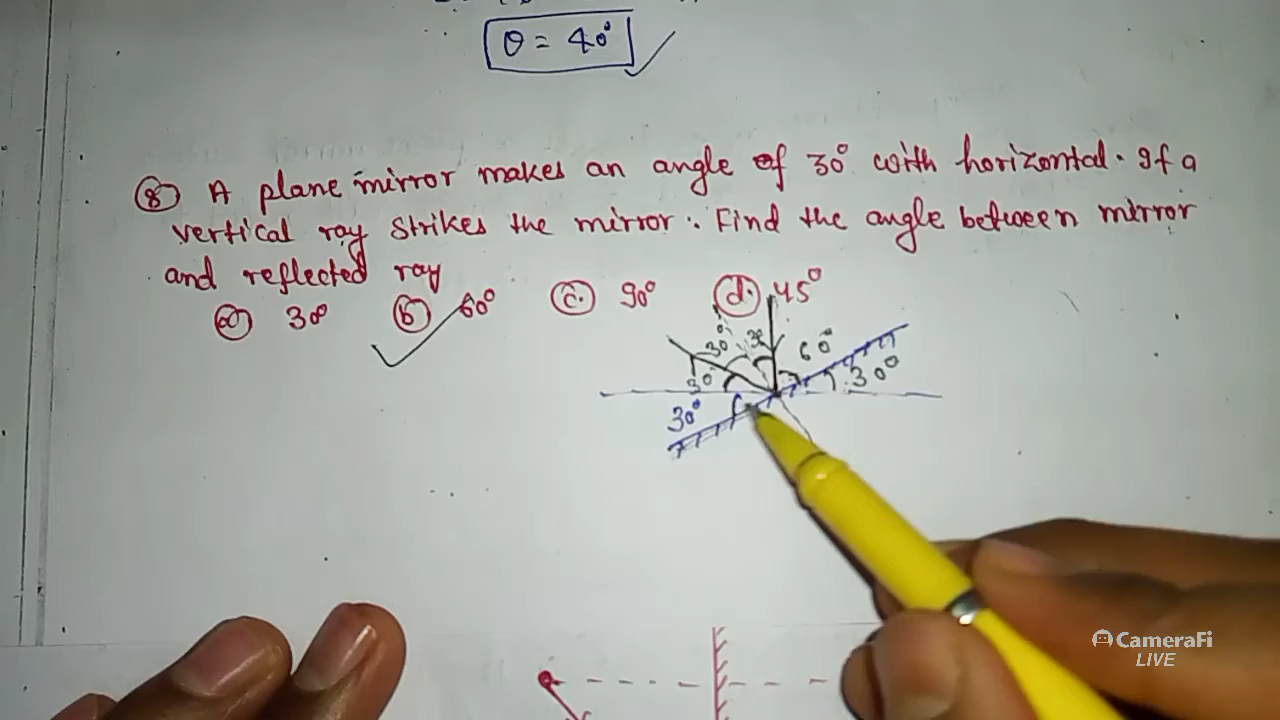 θ = 40°
8 A plane mirror makes an angle of 30° with horizontal. If a
vertical ray strikes the mirror. Find the angle between mirror
and reflected ray
a) 30° b) 60° c. 90° d. 45°
30° 30 60°
30° 30°
30°
CameraFi
LIVE